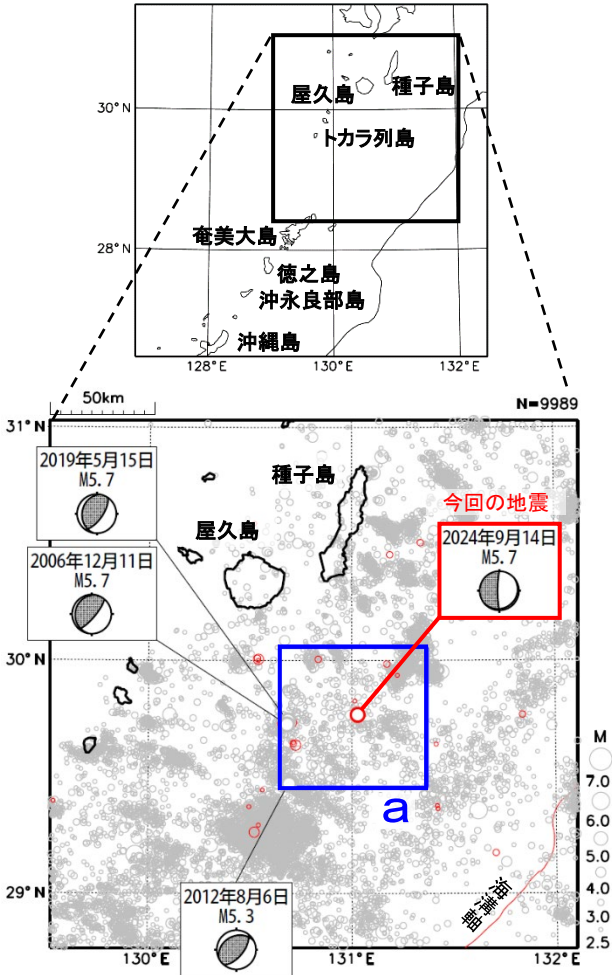 屋久島
種子島
30°N
トカラ列島
奄美大島
28°N
徳之島
沖永良部島
沖縄島
128°E
130°E
132°E
50km
N=9989
31°N
2019年5月15日
M5.7
種子島
今回の地震
2024年9月14日
M5.7
屋久島
2006年12月11日
M5.7
30°N
a
M
7.0
6.0
5.0
4.0
3.0
2.5
海溝軸
29°N
2012年8月6日
M5.3
130°E
131°E
132°E